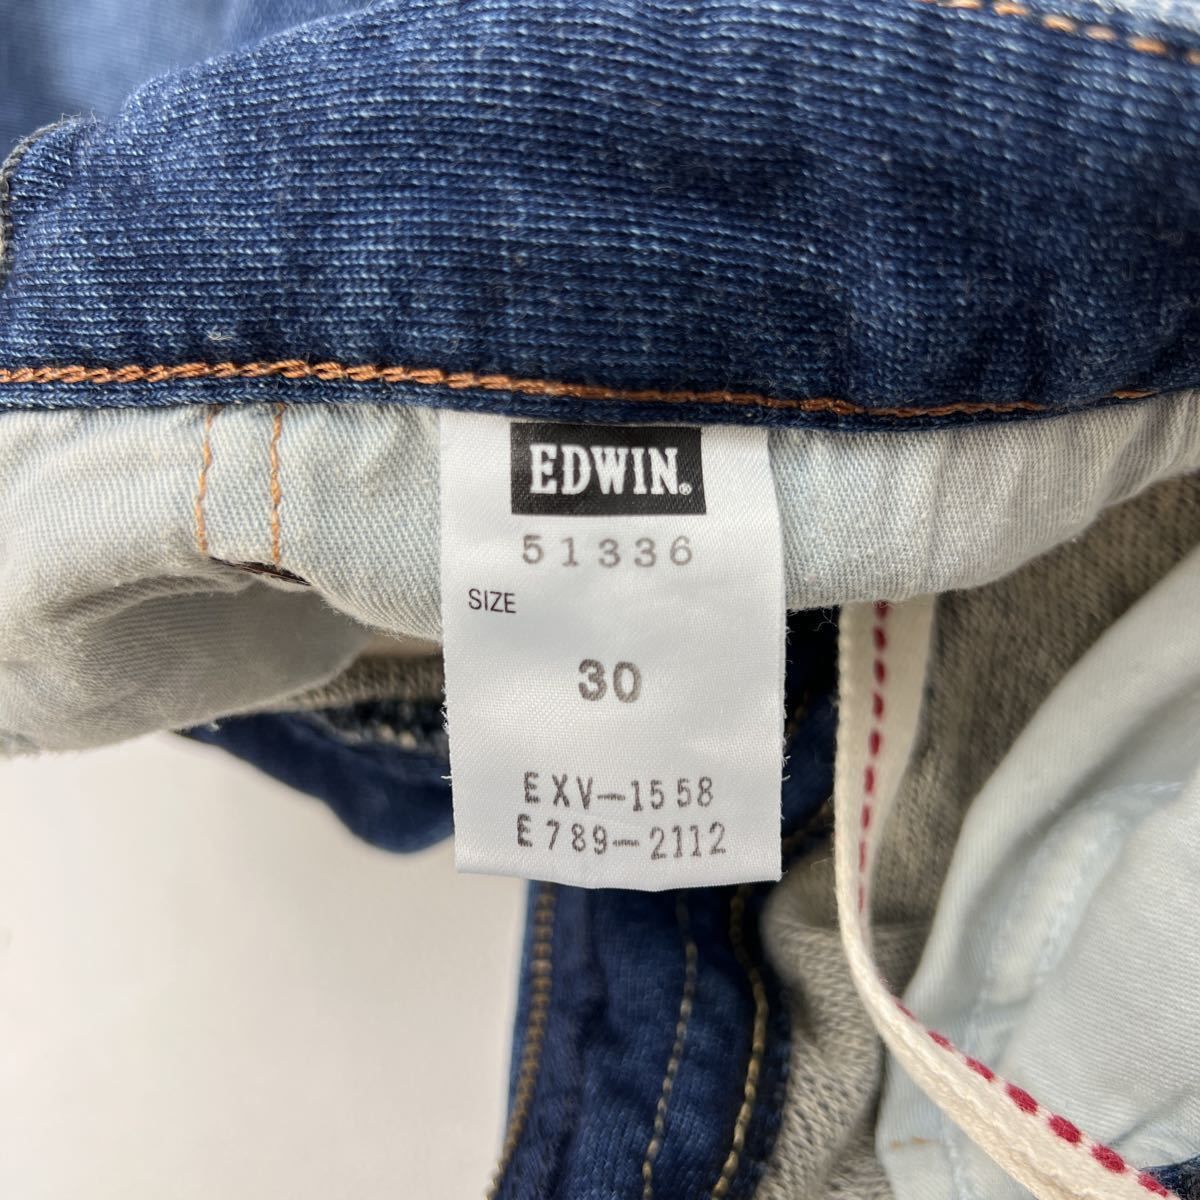 EDWIN®
51336
SIZE
30
EXV-1558
E789-2112